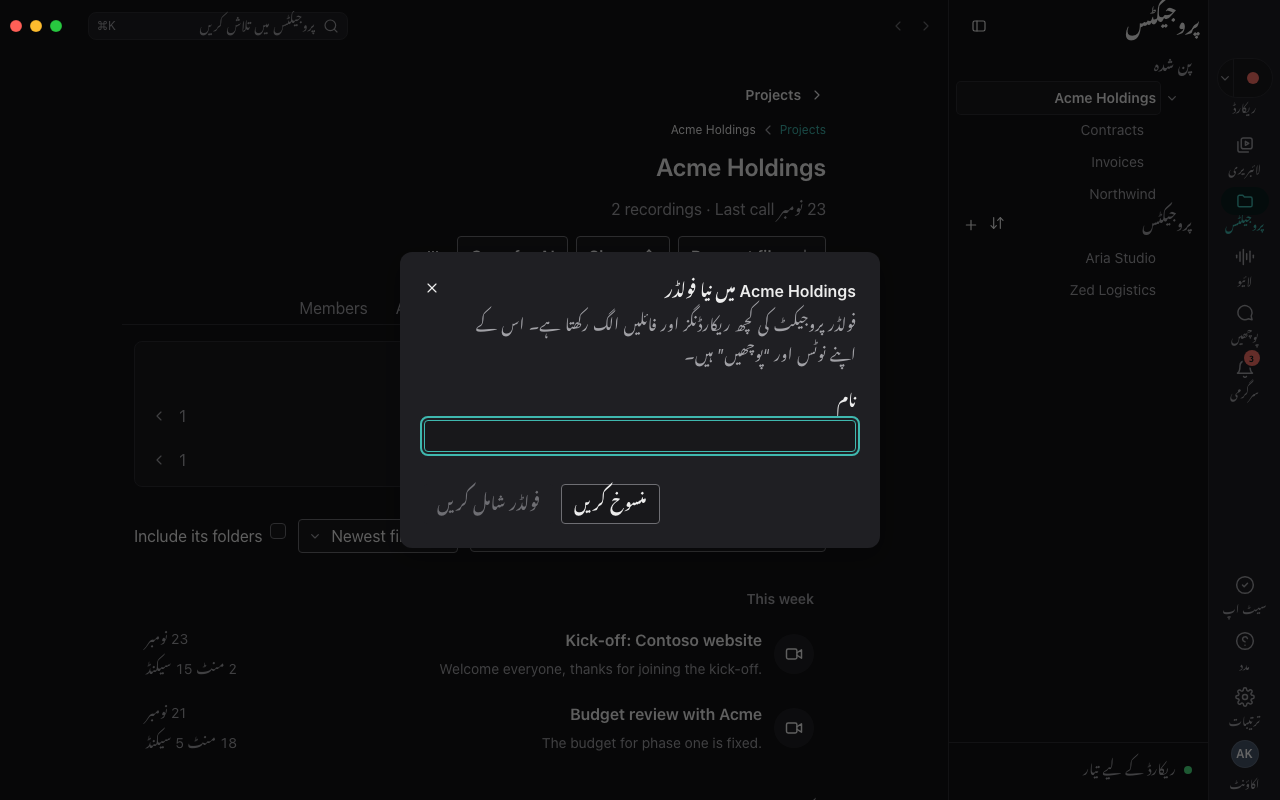 پروجیکٹس میں تلاش کریں
⌘K
پروجیکٹس
پن شدہ
Acme Holdings
Contracts
Invoices
Northwind
پروجیکٹس
Aria Studio
Zed Logistics
ریکارڈ کے لیے تیار
ریکارڈ
لائبریری
پروجیکٹس
لائیو
پوچھیں
3
سرگرمی
سیٹ اپ
مدد
ترتیبات
AK
اکاؤنٹ
Projects
Projects
Acme Holdings
Acme Holdings
2 recordings · Last call 23 نومبر
Members
1
1
Acme Holdings میں نیا فولڈر
فولڈر پروجیکٹ کی کچھ ریکارڈنگز اور فائلیں الگ رکھتا ہے۔ اس کے
اپنے نوٹس اور "پوچھیں" ہیں۔
نام
منسوخ کریں
فولڈر شامل کریں
Newest
Include its folders
This week
Kick-off: Contoso website
Welcome everyone, thanks for joining the kick-off.
23 نومبر
2 منٹ 15 سیکنڈ
Budget review with Acme
The budget for phase one is fixed.
21 نومبر
18 منٹ 5 سیکنڈ